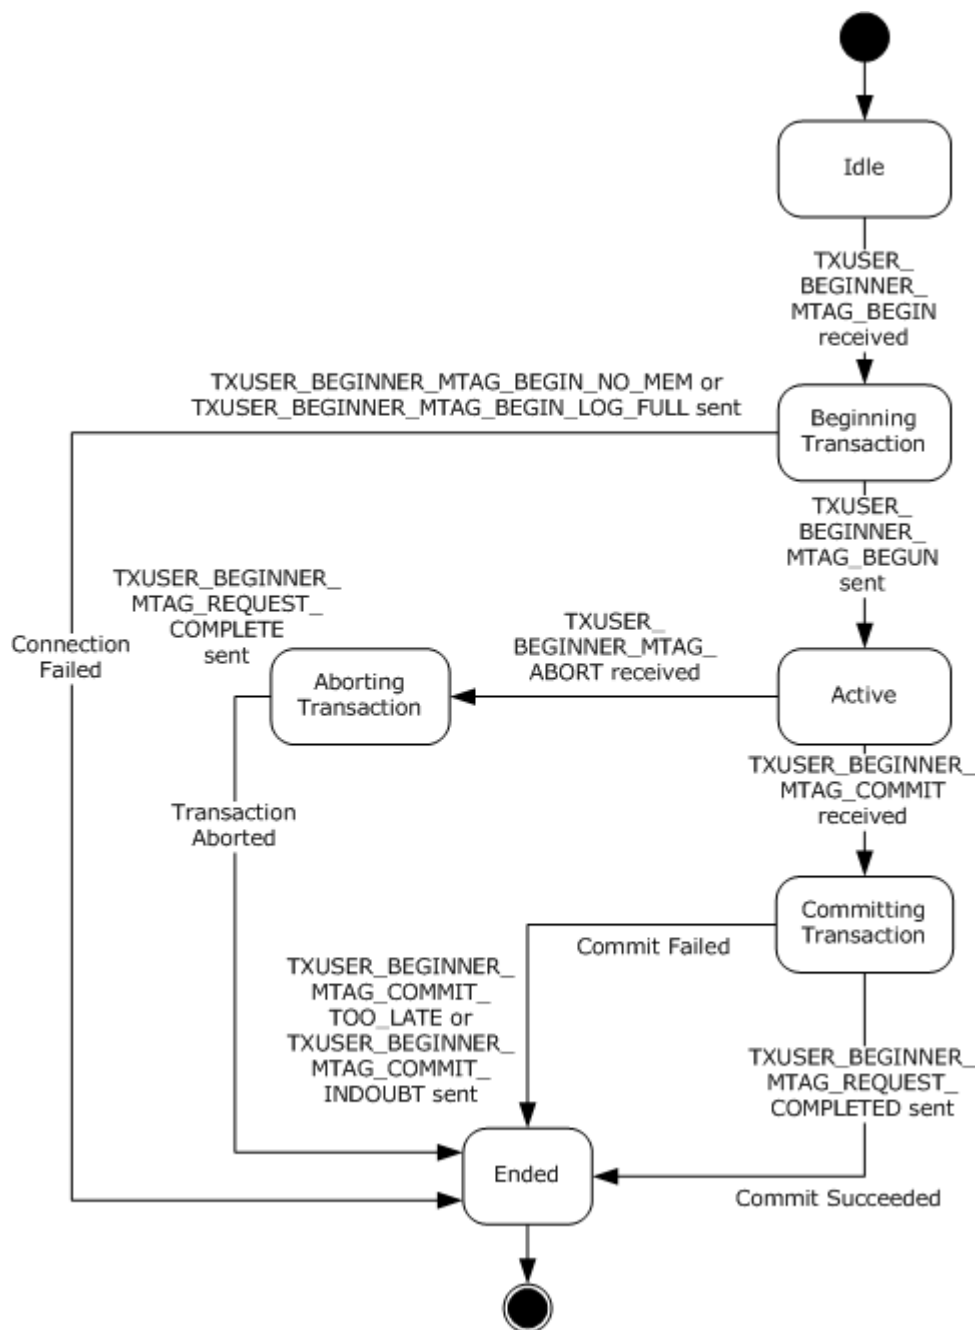 Idle
TXUSER_
BEGINNER_
MTAG_BEGIN
received
TXUSER_BEGINNER_MTAG_BEGIN_NO_MEM or
TXUSER_BEGINNER_MTAG_BEGIN_LOG_FULL sent
Beginning
Transaction
TXUSER_
BEGINNER_
MTAG_BEGUN
sent
Connection
Failed
TXUSER_BEGINNER_
MTAG_REQUEST_
COMPLETE
sent
TXUSER_
BEGINNER_MTAG_
ABORT received
Aborting
Transaction
Active
Transaction
Aborted
TXUSER_BEGINNER_
MTAG_COMMIT
received
Committing
Transaction
Commit Failed
TXUSER_BEGINNER_
MTAG_COMMIT_
TOO_LATE or
TXUSER_BEGINNER_
MTAG_COMMIT_
INDOUBT sent
TXUSER_BEGINNER_
MTAG_REQUEST_
COMPLETED sent
Ended
Commit Succeeded